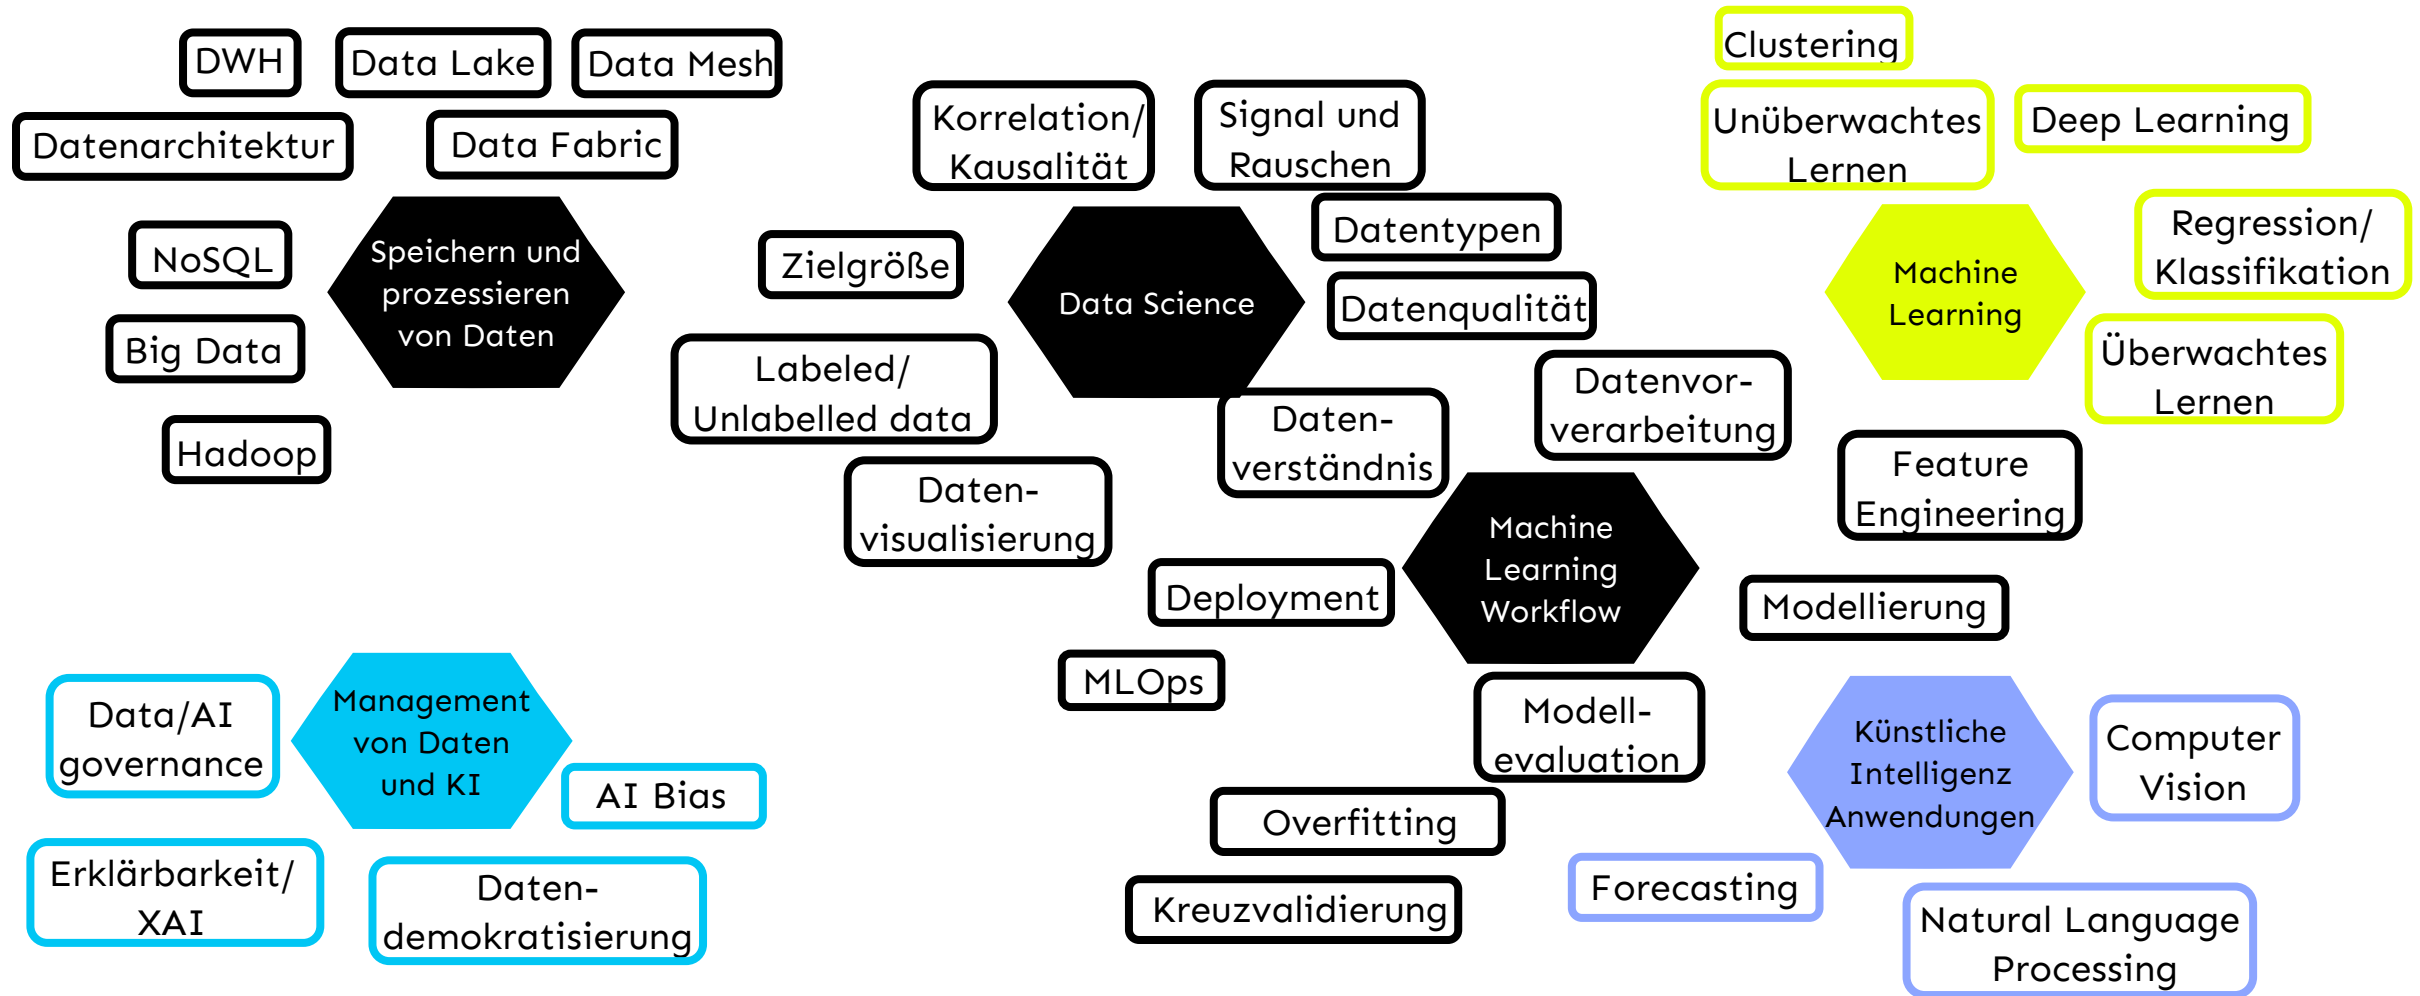 DWH
Data Lake
Data Mesh
Datenarchitektur
Data Fabric
NoSQL
Big Data
Hadoop
Speichern und
prozessieren
von Daten
Korrelation/
Kausalität
Signal und
Rauschen
Datentypen
Zielgröße
Data Science
Datenqualität
Labeled/
Unlabelled data
Daten-
verständnis
Daten-
visualisierung
Clustering
Unüberwachtes
Lernen
Deep Learning
Machine
Learning
Regression/
Klassifikation
Überwachtes
Lernen
Datenvor-
verarbeitung
Feature
Engineering
Machine
Learning
Workflow
Deployment
Modellierung
MLOps
Modell-
evaluation
Overfitting
Kreuzvalidierung
Data/AI
governance
Management
von Daten
und KI
AI Bias
Erklärbarkeit/
XAI
Daten-
demokratisierung
Künstliche
Intelligenz
Anwendungen
Computer
Vision
Forecasting
Natural Language
Processing